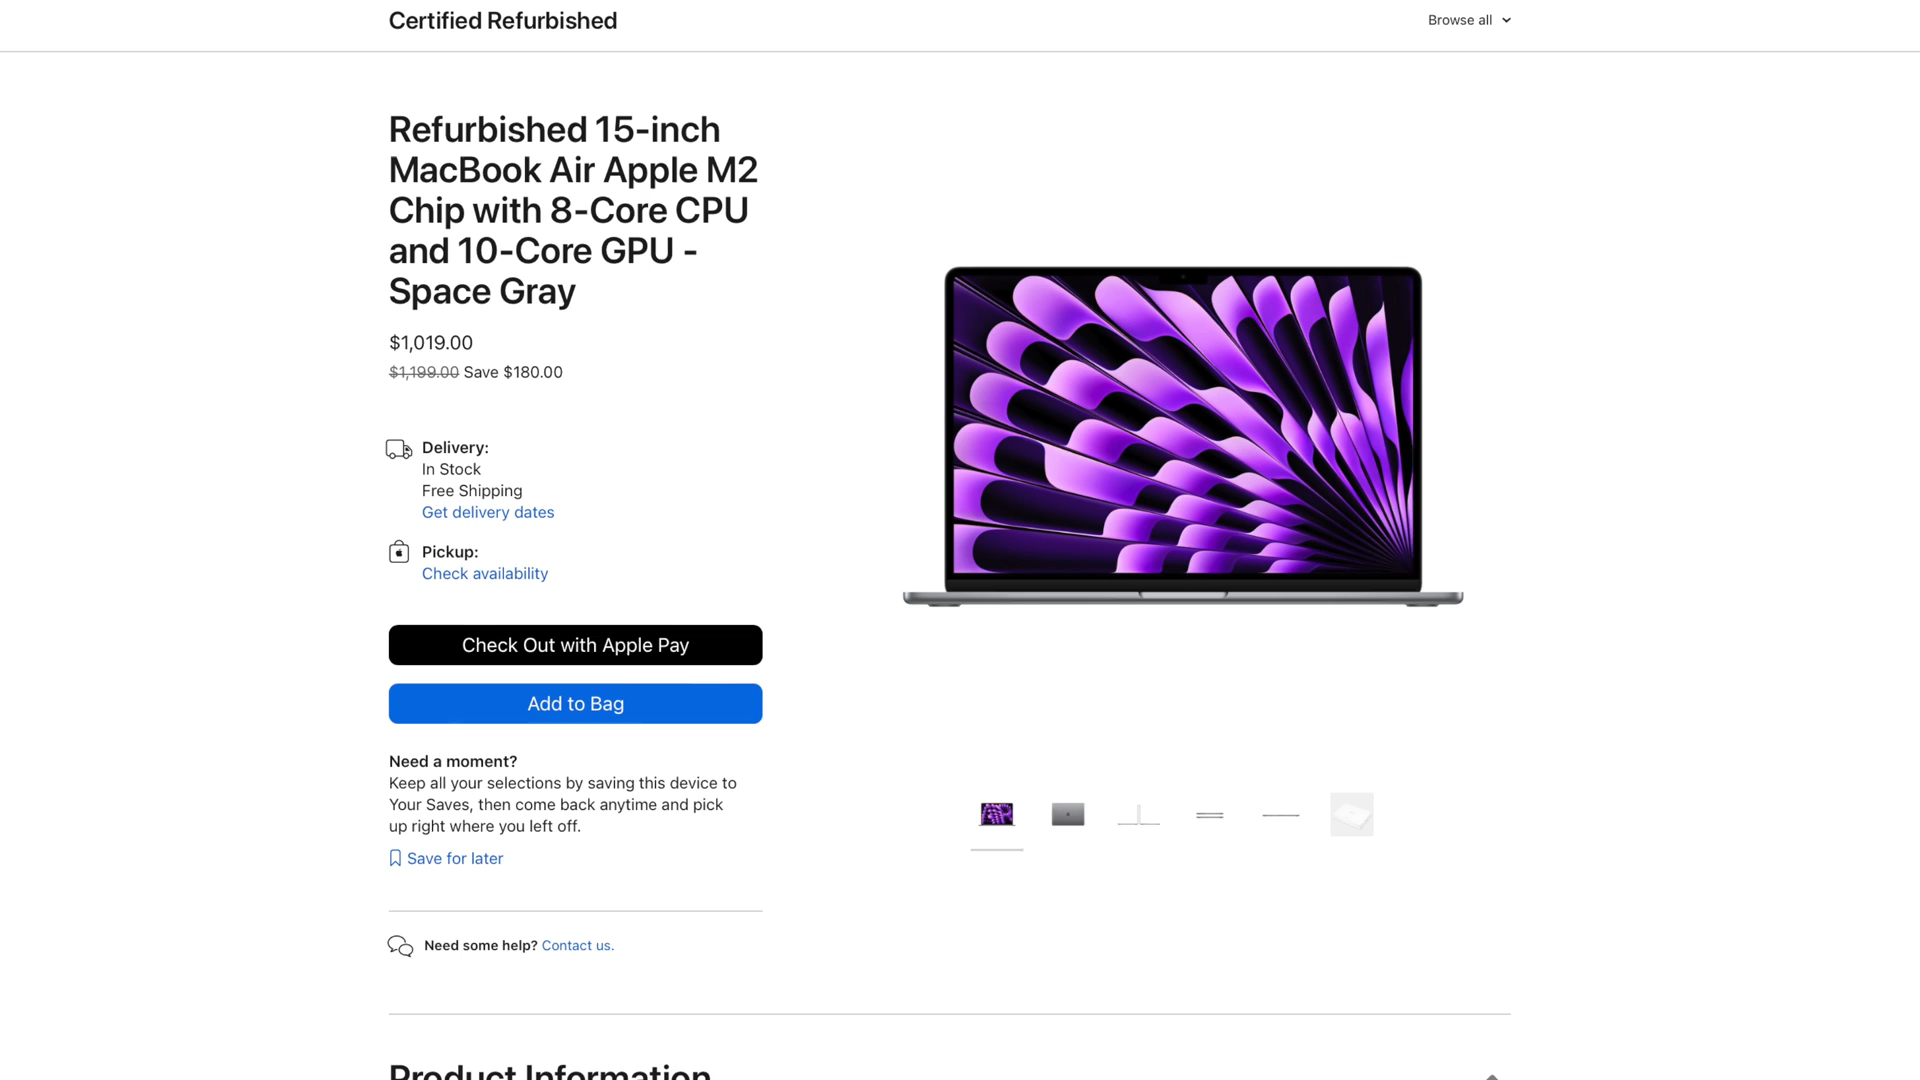 Certified Refurbished
Browse all
Refurbished 15-inch
MacBook Air Apple M2
Chip with 8-Core CPU
and 10-Core GPU -
Space Gray
$1,019.00
$1,199.00 Save $180.00
Delivery:
In Stock
Free Shipping
Get delivery dates
Pickup:
Check availability
Check Out with Apple Pay
Add to Bag
Need a moment?
Keep all your selections by saving this device to
Your Saves, then come back anytime and pick
up right where you left off.
Save for later
Need some help? Contact us.
Product Information